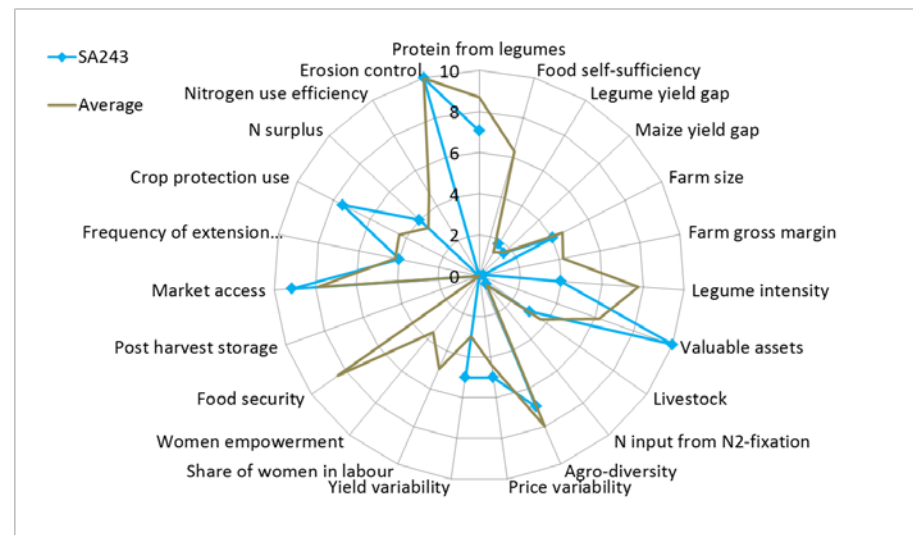 SA243
Average
Protein from legumes
Food self-sufficiency
Legume yield gap
Maize yield gap
Farm size
Farm gross margin
Legume intensity
Valuable assets
Livestock
N input from N2-fixation
Agro-diversity
Price variability
Yield variability
Share of women in labour
Women empowerment
Food security
Post harvest storage
Market access
Frequency of extension...
Crop protection use
N surplus
Nitrogen use efficiency
Erosion control
10
8
6
4
2
0